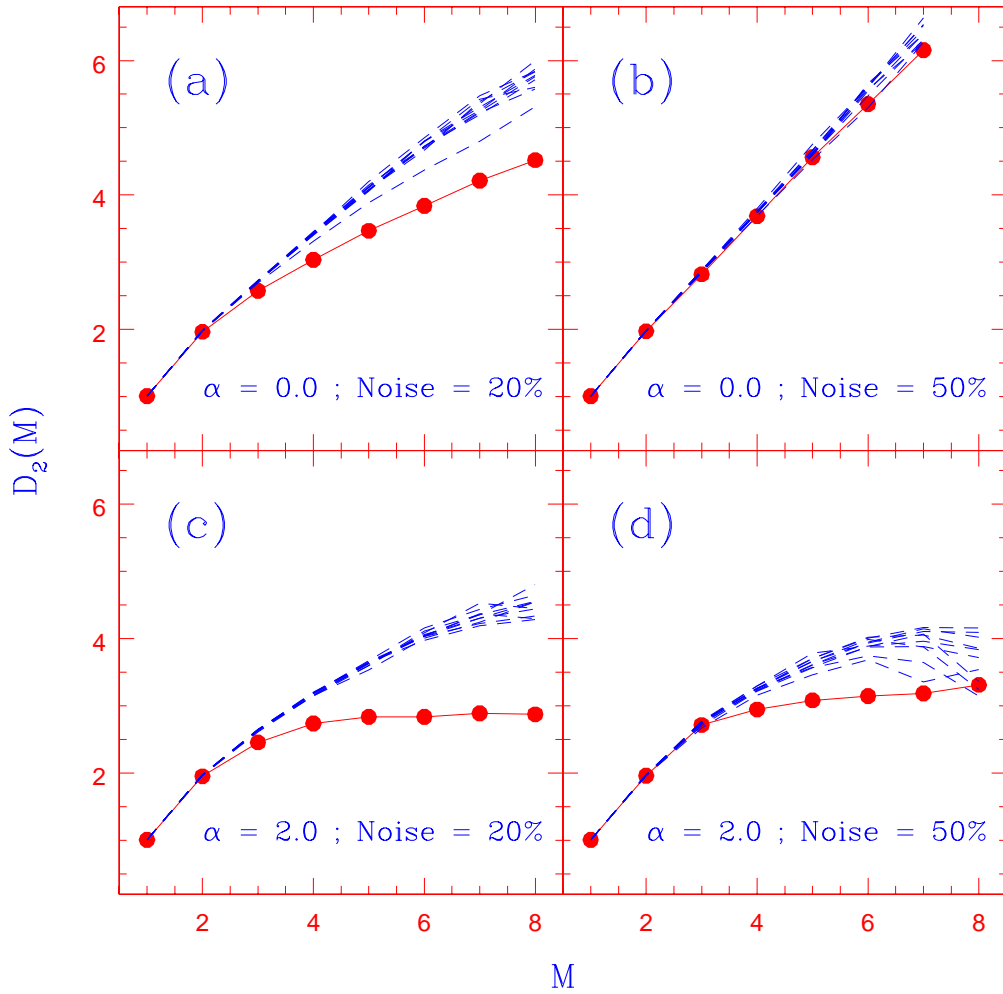 (a)
(b)
6
4
2
α = 0.0 ; Noise = 20%
α = 0.0 ; Noise = 50%
D₂(M)
(c)
(d)
6
4
2
α = 2.0 ; Noise = 20%
α = 2.0 ; Noise = 50%
2 4 6 8 2 4 6 8
M